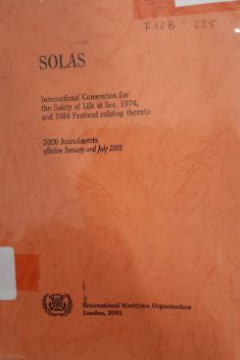 R12B 225
SOLAS
International Convention for
the Safety of Life at Sea, 1974,
and 1988 Protocol relating thereto
2000 Amendments
effective January and July 2002
International Maritime Organization
London, 2001